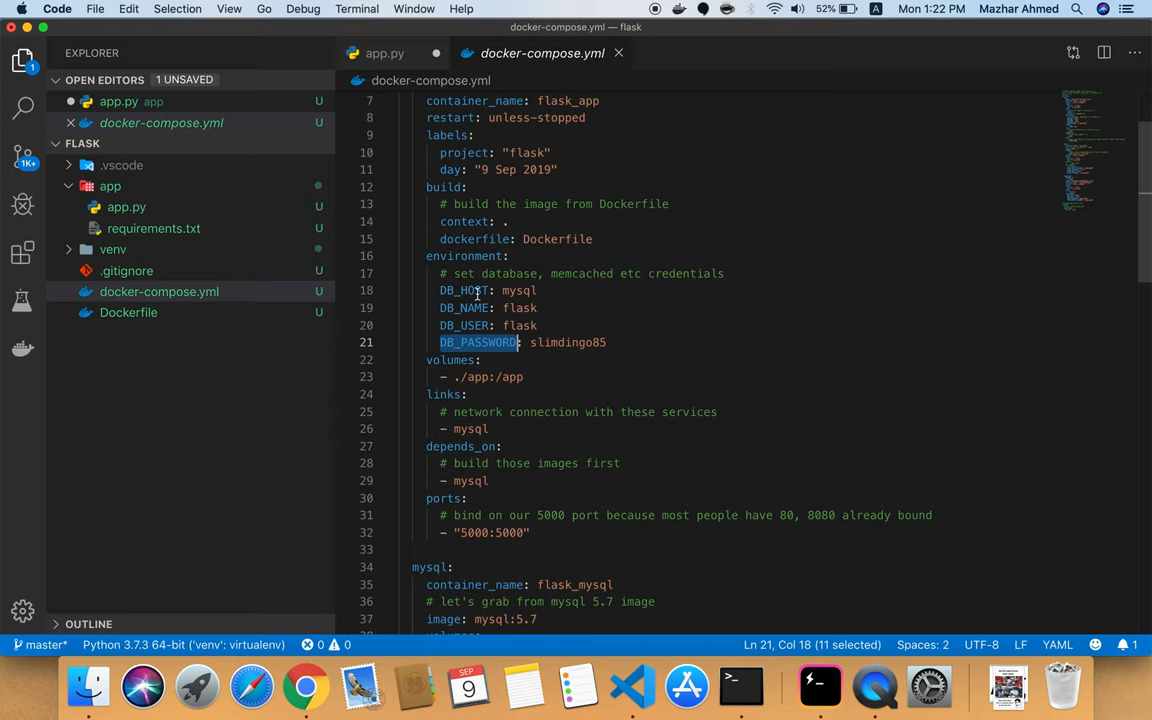 Code File Edit Selection View Go Debug Terminal Window Help 52% A Mon 1:22 PM Mazhar Ahmed
docker-compose.yml — flask
EXPLORER
app.py
docker-compose.yml
OPEN EDITORS 1 UNSAVED
app.py app U
docker-compose.yml U
FLASK
.vscode
app
app.py U
requirements.txt U
venv
.gitignore U
docker-compose.yml U
Dockerfile U
OUTLINE
1
1K+
docker-compose.yml
7 container_name: flask_app
8 restart: unless-stopped
9 labels:
10 project: "flask"
11 day: "9 Sep 2019"
12 build:
13 # build the image from Dockerfile
14 context: .
15 dockerfile: Dockerfile
16 environment:
17 # set database, memcached etc credentials
18 DB_HOST: mysql
19 DB_NAME: flask
20 DB_USER: flask
21 DB_PASSWORD: slimdingo85
22 volumes:
23 - ./app:/app
24 links:
25 # network connection with these services
26 - mysql
27 depends_on:
28 # build those images first
29 - mysql
30 ports:
31 # bind on our 5000 port because most people have 80, 8080 already bound
32 - "5000:5000"
33
34 mysql:
35 container_name: flask_mysql
36 # let's grab from mysql 5.7 image
37 image: mysql:5.7
master* Python 3.7.3 64-bit ('venv': virtualenv) 0 0 Ln 21, Col 18 (11 selected) Spaces: 2 UTF-8 LF YAML 1
SEP
9